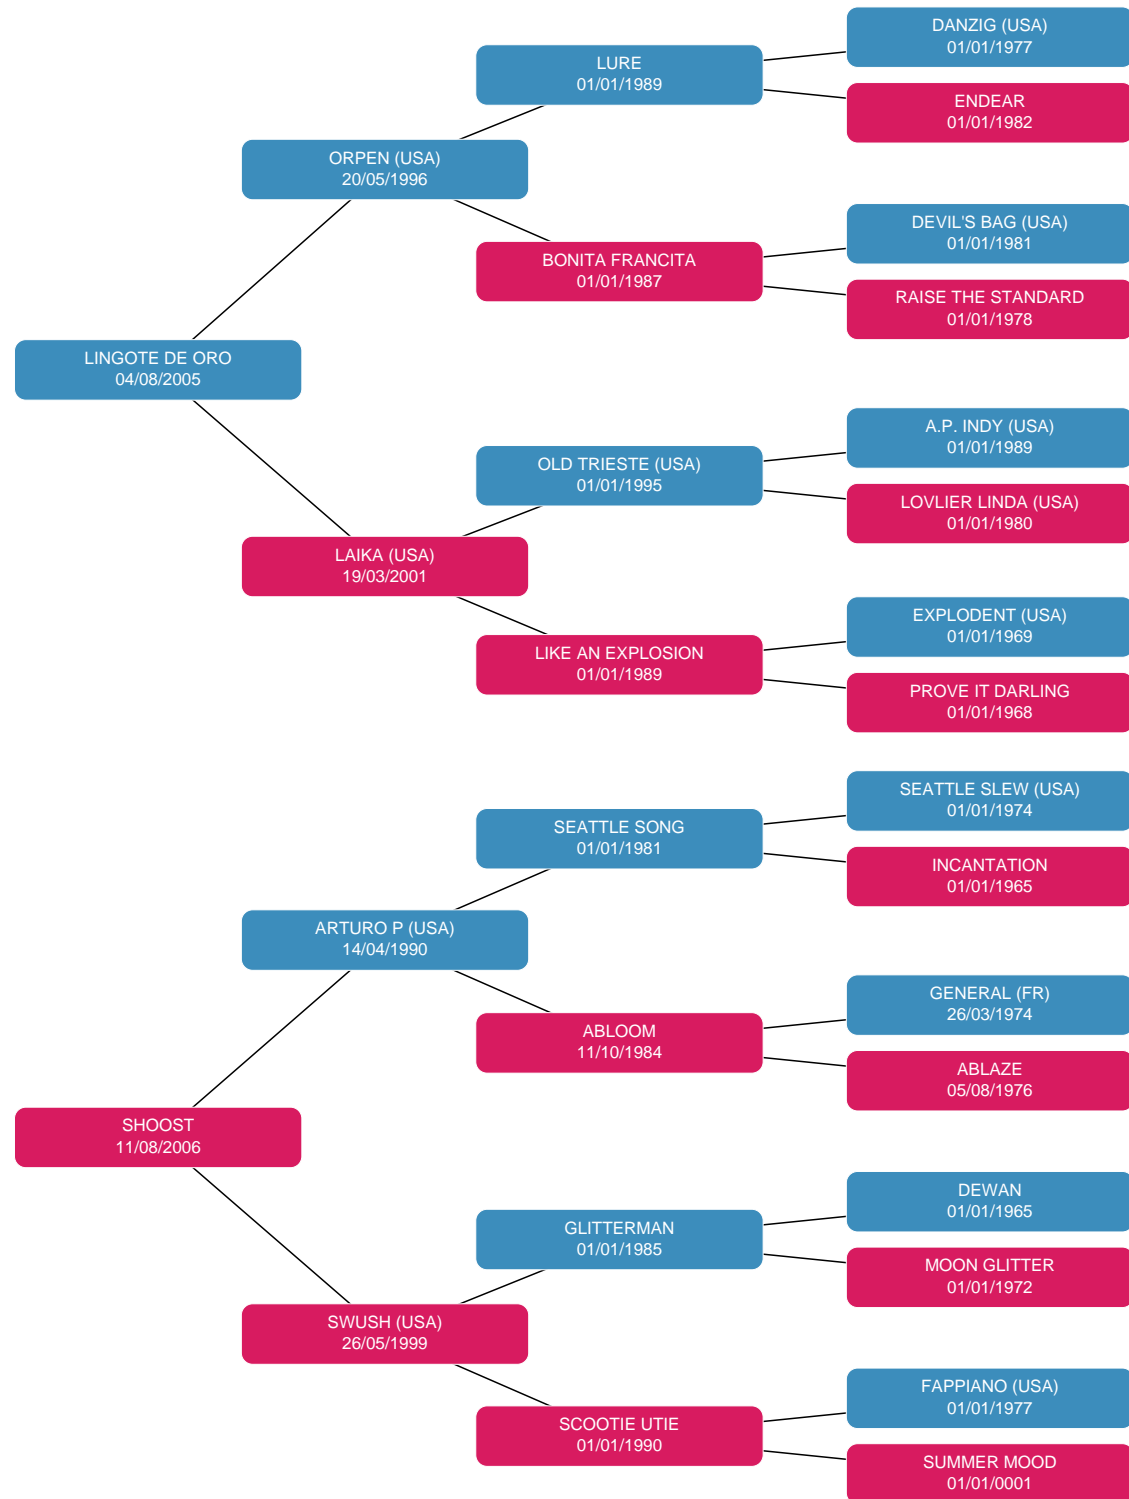 DANZIG (USA)
01/01/1977
LURE
01/01/1989
ENDEAR
01/01/1982
ORPEN (USA)
20/05/1996
DEVIL'S BAG (USA)
01/01/1981
BONITA FRANCITA
01/01/1987
RAISE THE STANDARD
01/01/1978
LINGOTE DE ORO
04/08/2005
A.P. INDY (USA)
01/01/1989
OLD TRIESTE (USA)
01/01/1995
LOVLIER LINDA (USA)
01/01/1980
LAIKA (USA)
19/03/2001
EXPLODENT (USA)
01/01/1969
LIKE AN EXPLOSION
01/01/1989
PROVE IT DARLING
01/01/1968
SEATTLE SLEW (USA)
01/01/1974
SEATTLE SONG
01/01/1981
INCANTATION
01/01/1965
ARTURO P (USA)
14/04/1990
GENERAL (FR)
26/03/1974
ABLOOM
11/10/1984
ABLAZE
05/08/1976
SHOOST
11/08/2006
DEWAN
01/01/1965
GLITTERMAN
01/01/1985
MOON GLITTER
01/01/1972
SWUSH (USA)
26/05/1999
FAPPIANO (USA)
01/01/1977
SCOOTIE UTIE
01/01/1990
SUMMER MOOD
01/01/0001